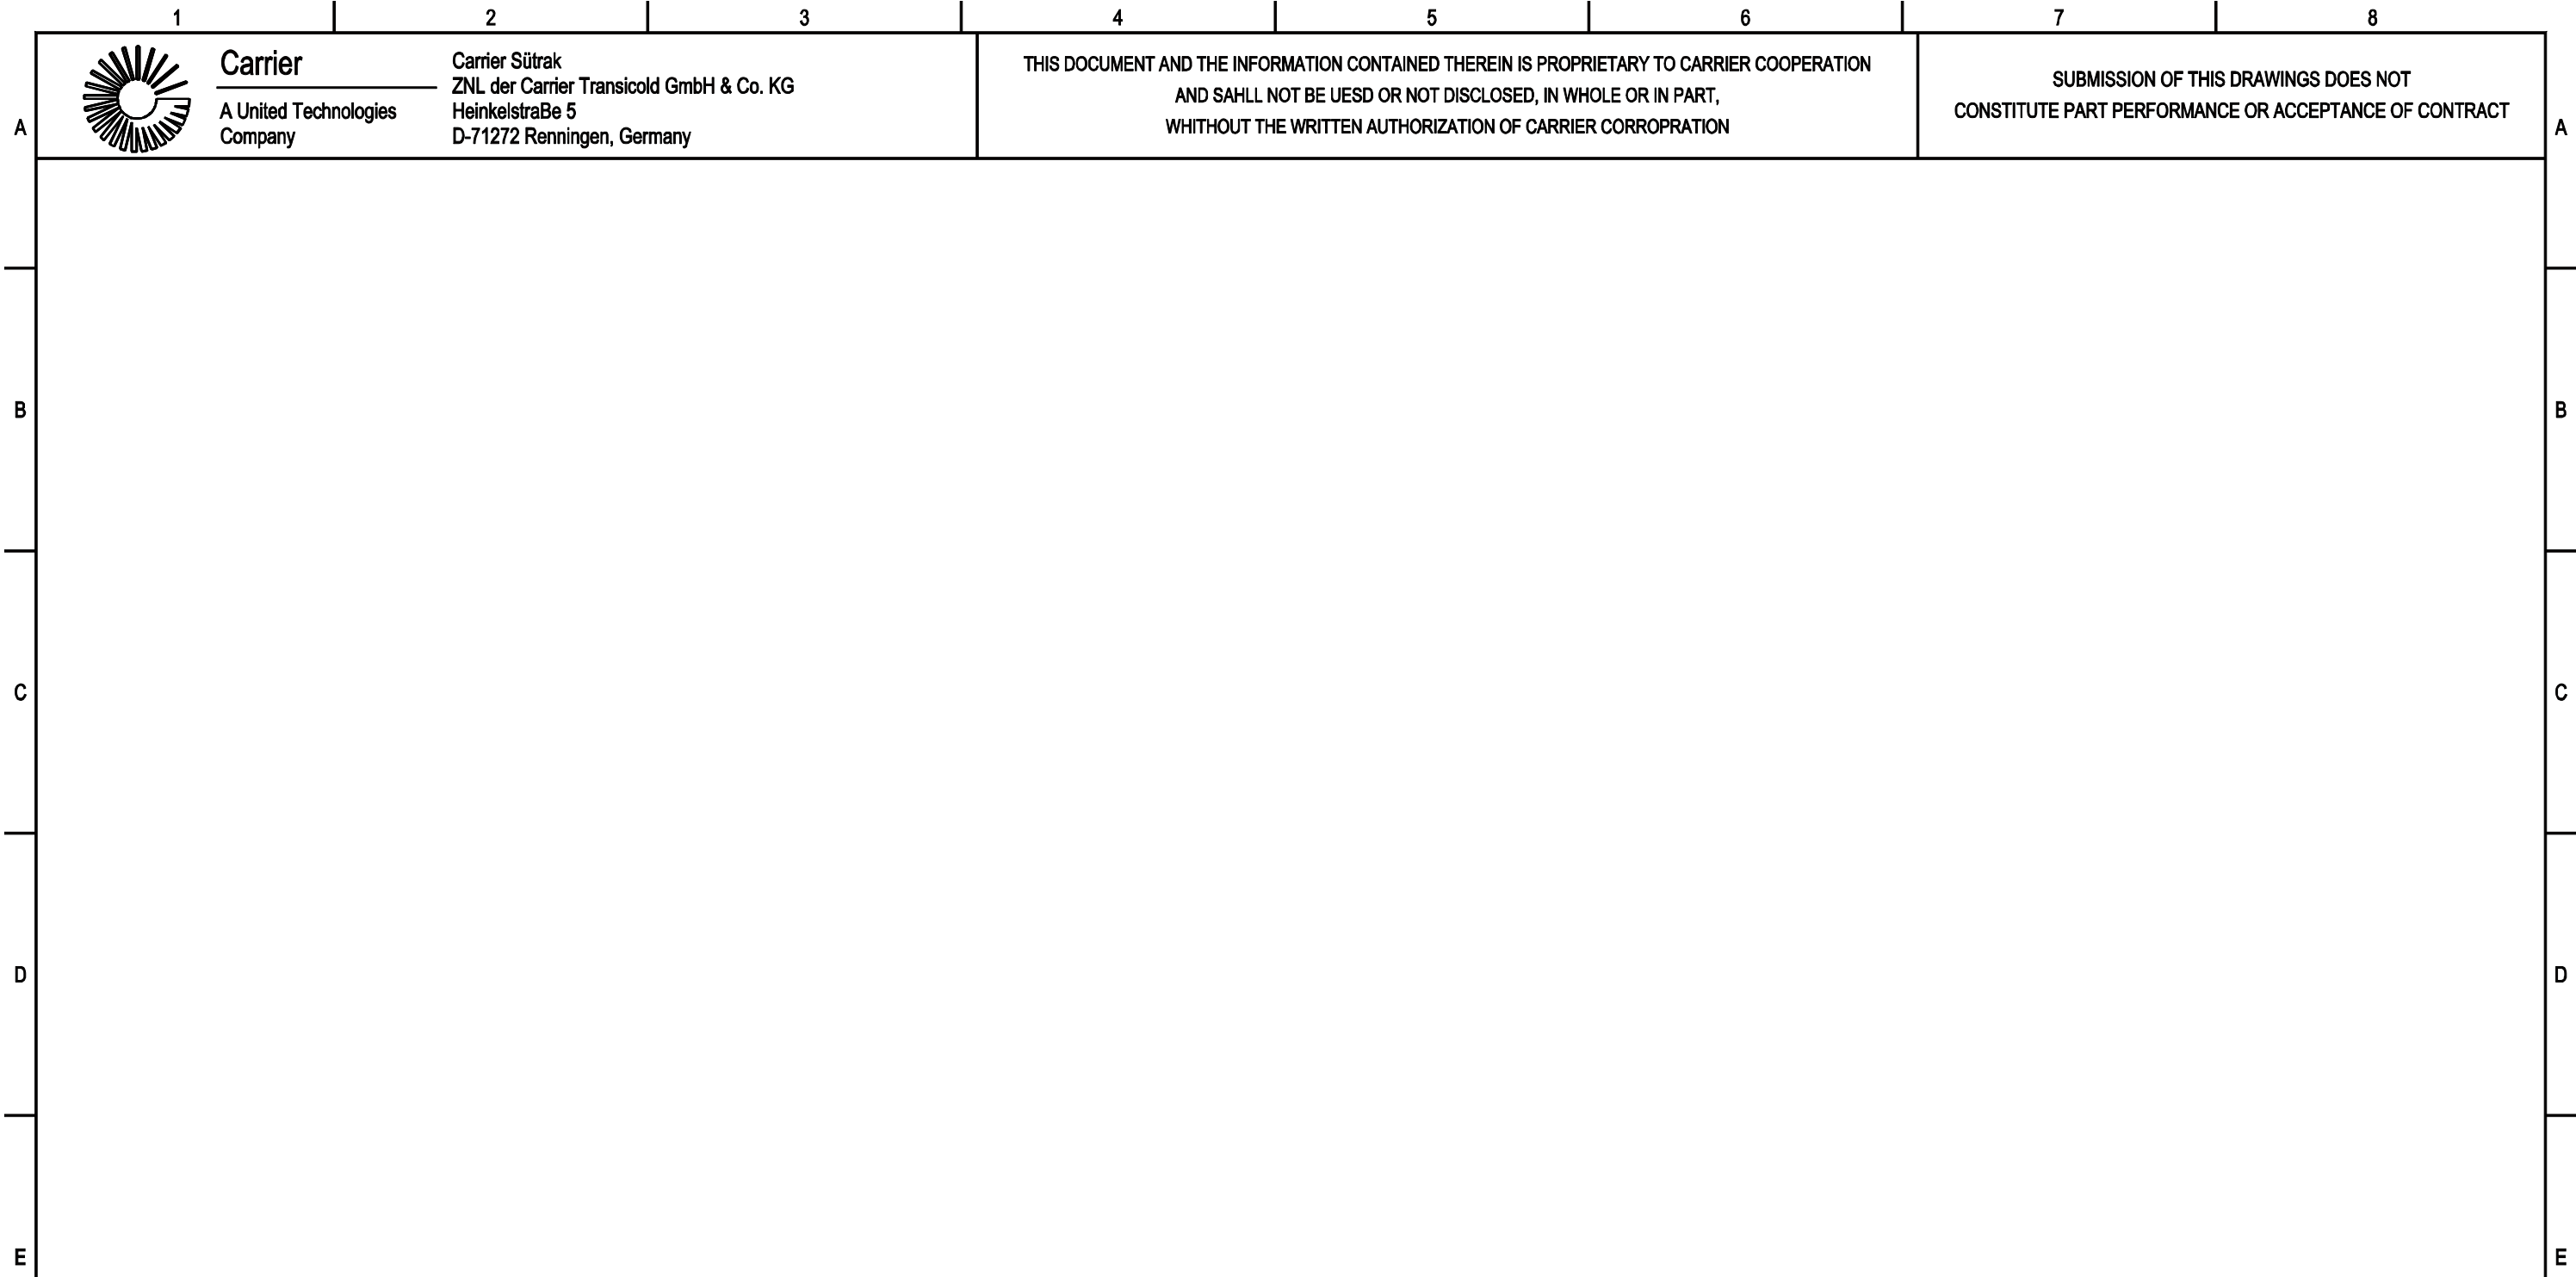 1 2 3 4 5 6 7 8
Carrier
A United Technologies
Company
Carrier Sütrak
ZNL der Carrier Transicold GmbH & Co. KG
HeinkelstraBe 5
D-71272 Renningen, Germany
THIS DOCUMENT AND THE INFORMATION CONTAINED THEREIN IS PROPRIETARY TO CARRIER COOPERATION
AND SAHLL NOT BE UESD OR NOT DISCLOSED, IN WHOLE OR IN PART,
WHITHOUT THE WRITTEN AUTHORIZATION OF CARRIER CORROPRATION
SUBMISSION OF THIS DRAWINGS DOES NOT
CONSTITUTE PART PERFORMANCE OR ACCEPTANCE OF CONTRACT
A A
B B
C C
D D
E E